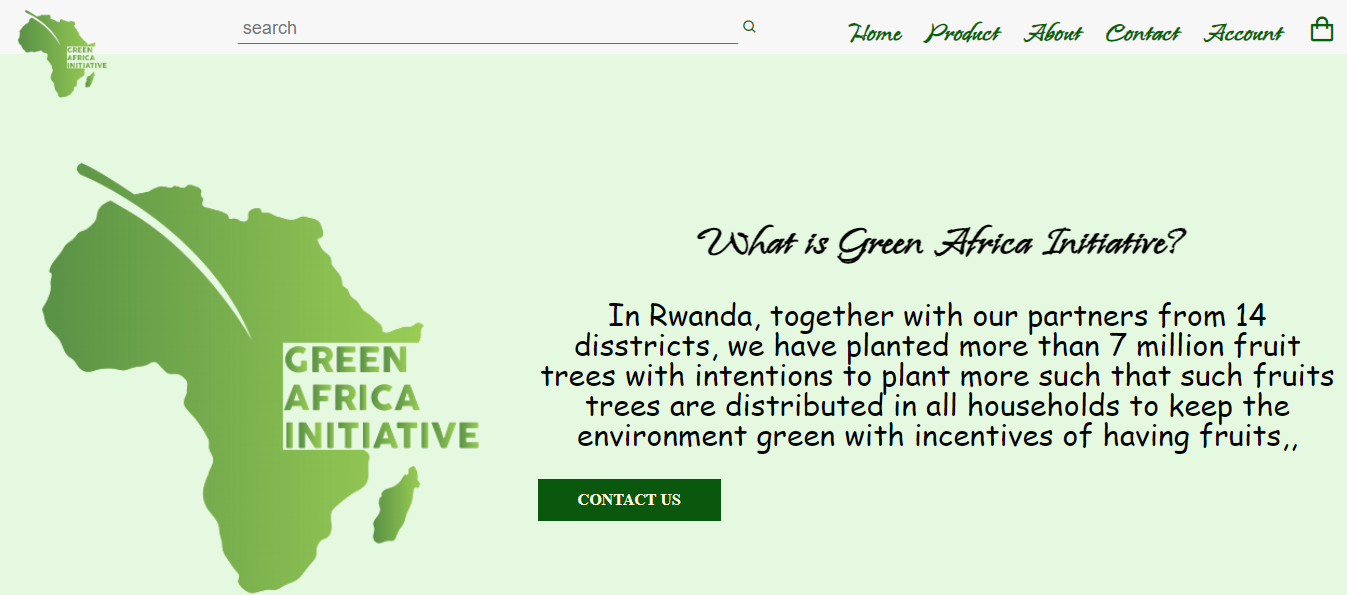 GREEN
AFRICA
INITIATIVE
search
Home Product About Contact Account
GREEN
AFRICA
INITIATIVE
What is Green Africa Initiative?
In Rwanda, together with our partners from 14
disstricts, we have planted more than 7 million fruit
trees with intentions to plant more such that such fruits
trees are distributed in all households to keep the
environment green with incentives of having fruits,,
CONTACT US